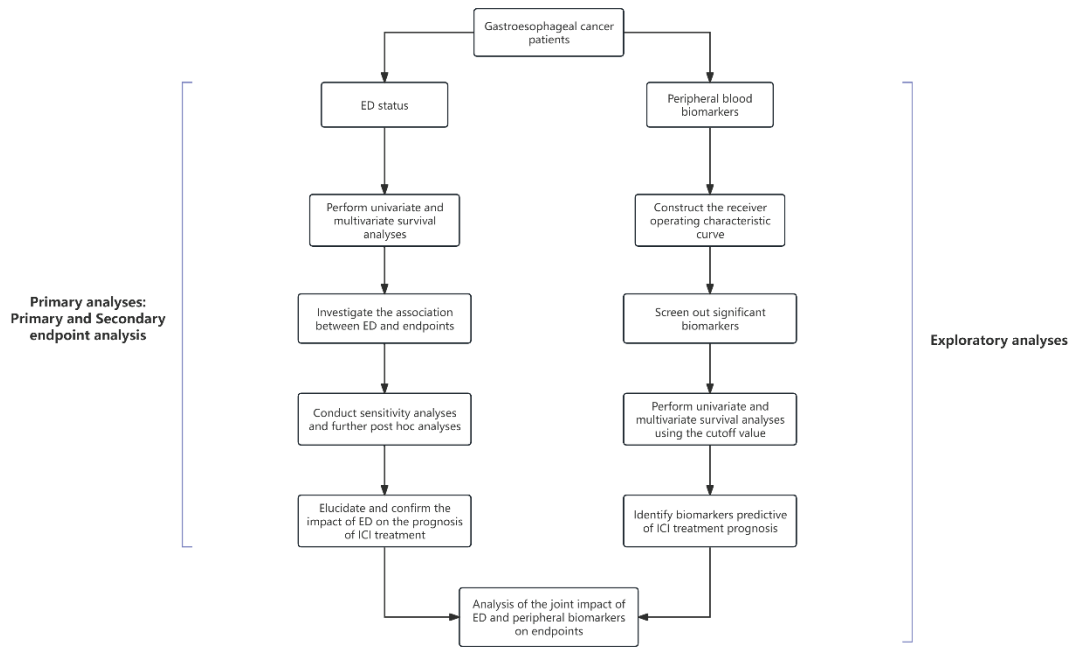 Gastroesophageal cancer
patients
ED status
Peripheral blood
biomarkers
Perform univariate and
multivariate survival
analyses
Construct the receiver
operating characteristic
curve
Primary analyses:
Primary and Secondary
endpoint analysis
Investigate the association
between ED and endpoints
Screen out significant
biomarkers
Exploratory analyses
Conduct sensitivity analyses
and further post hoc analyses
Perform univariate and
multivariate survival analyses
using the cutoff value
Elucidate and confirm the
impact of ED on the prognosis
of ICI treatment
Identify biomarkers predictive
of ICI treatment prognosis
Analysis of the joint impact of
ED and peripheral biomarkers
on endpoints